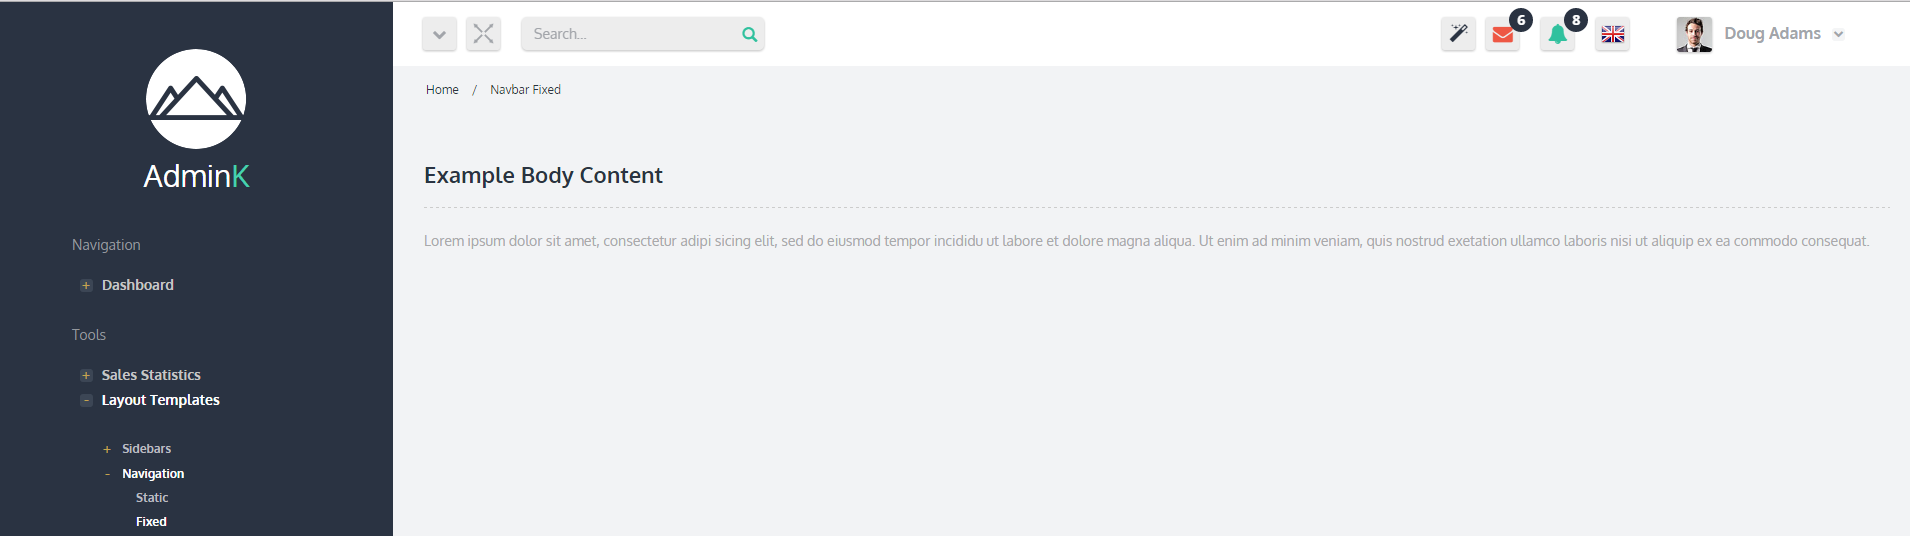 AdminK
Navigation
+ Dashboard
Tools
+ Sales Statistics
- Layout Templates
+ Sidebars
- Navigation
Static
Fixed
Search...
6
8
Doug Adams
Home / Navbar Fixed
Example Body Content
Lorem ipsum dolor sit amet, consectetur adipi sicing elit, sed do eiusmod tempor incididu ut labore et dolore magna aliqua. Ut enim ad minim veniam, quis nostrud exetation ullamco laboris nisi ut aliquip ex ea commodo consequat.